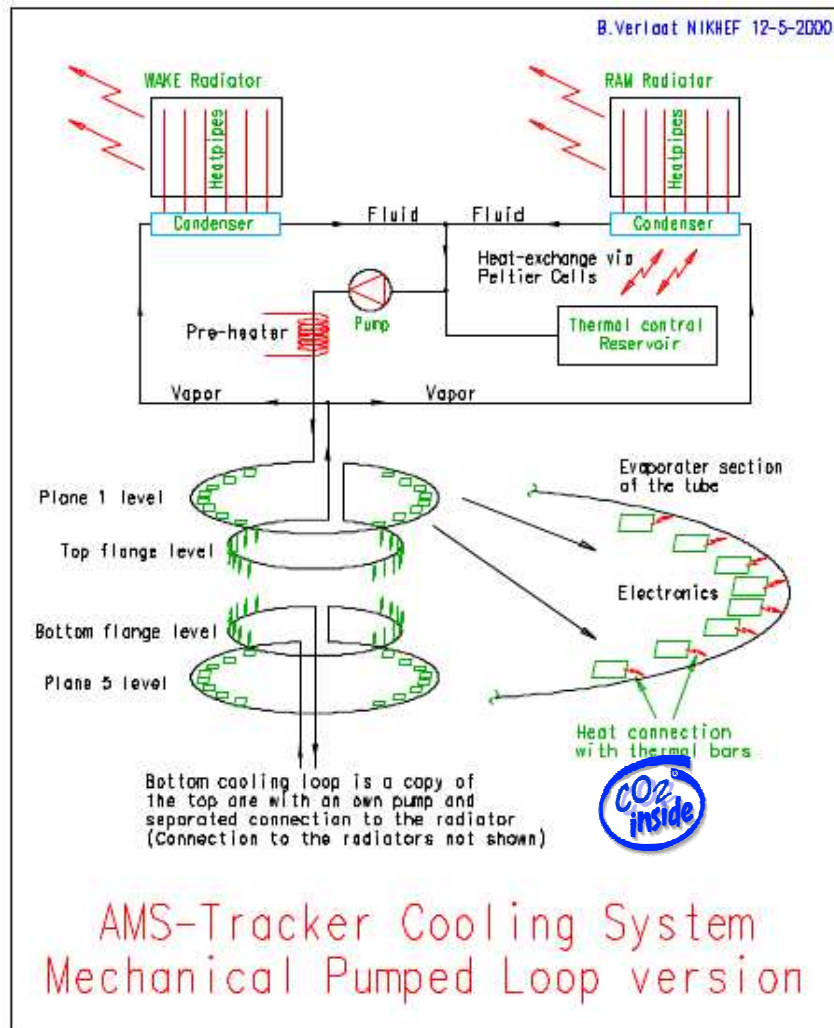 B.Verlaat NIKHEF 12-5-2000
WAKE Radiator
RAM Radiator
Heatpipes
Heatpipes
Condenser
Fluid
Fluid
Condenser
Heat-exchange via
Peltier Cells
Pump
Pre-heater
Thermal control
Reservoir
Vapor
Vapor
Plane 1 level
Evaporater section
of the tube
Top flange level
Electronics
Bottom flange level
Plane 5 level
Heat connection
with thermal bars
Bottom cooling loop is a copy of
the top one with an own pump and
separated connection to the radiator
(Connection to the radiators not shown)
CO2
inside
AMS-Tracker Cooling System
Mechanical Pumped Loop version